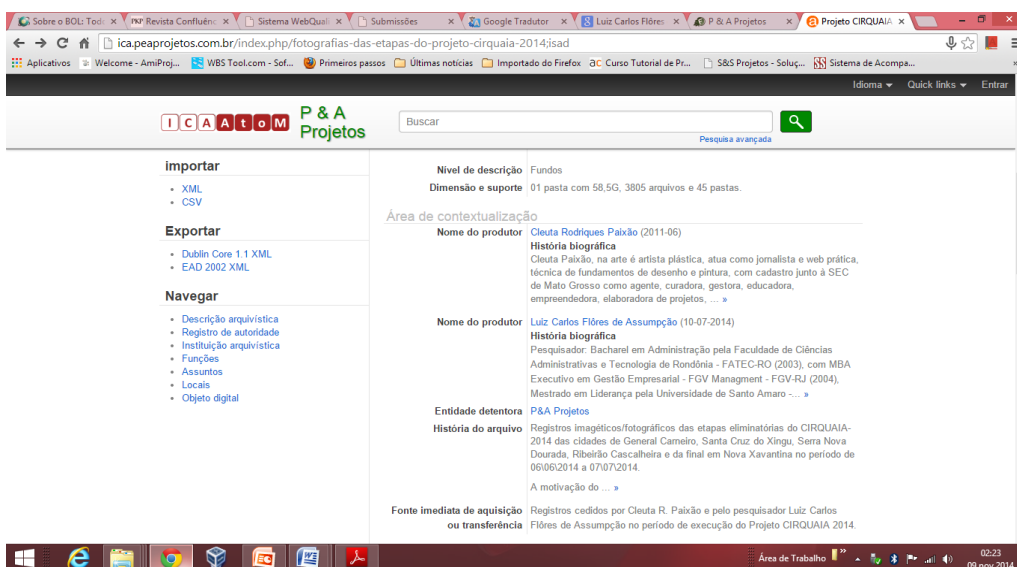 Sobre o BOL: Tod
PKP Revista Confluênc
Sistema WebQuali
Submissões
Google Tradutor
Luiz Carlos Flôres
P & A Projetos
Projeto CIRQUAIA
ica.peaprojetos.com.br/index.php/fotografias-das-etapas-do-projeto-cirquaia-2014;isad
Aplicativos
Welcome - AmiProj...
WBS Tool.com - Sof...
Primeiros passos
Últimas notícias
Importado do Firefox
Curso Tutorial de Pr...
S&S Projetos - Soluç...
Sistema de Acompa...
Idioma
Quick links
Entrar
ICAAtoM
P & A
Projetos
Buscar
Pesquisa avançada
importar
XML
CSV
Exportar
Dublin Core 1.1 XML
EAD 2002 XML
Navegar
Descrição arquivística
Registro de autoridade
Instituição arquivística
Funções
Assuntos
Locais
Objeto digital
Nível de descrição Fundos
Dimensão e suporte 01 pasta com 58,5G, 3805 arquivos e 45 pastas.
Área de contextualização
Nome do produtor Cleuta Rodriques Paixão (2011-06)
História biográfica
Cleuta Paixão, na arte é artista plástica, atua como jornalista e web prática,
técnica de fundamentos de desenho e pintura, com cadastro junto à SEC
de Mato Grosso como agente, curadora, gestora, educadora,
empreendedora, elaboradora de projetos, ... »
Nome do produtor Luiz Carlos Flôres de Assumpção (10-07-2014)
História biográfica
Pesquisador: Bacharel em Administração pela Faculdade de Ciências
Administrativas e Tecnologia de Rondônia - FATEC-RO (2003), com MBA
Executivo em Gestão Empresarial - FGV Managment - FGV-RJ (2004),
Mestrado em Liderança pela Universidade de Santo Amaro -... »
Entidade detentora P&A Projetos
História do arquivo Registros imagéticos/fotográficos das etapas eliminatórias do CIRQUAIA-
2014 das cidades de General Carneiro, Santa Cruz do Xingu, Serra Nova
Dourada, Ribeirão Cascalheira e da final em Nova Xavantina no período de
06\06\2014 a 07\07\2014.
A motivação do ... »
Fonte imediata de aquisição Registros cedidos por Cleuta R. Paixão e pelo pesquisador Luiz Carlos
ou transferência Flôres de Assumpção no período de execução do Projeto CIRQUAIA 2014.
Área de Trabalho
02:23
09 nov 2014